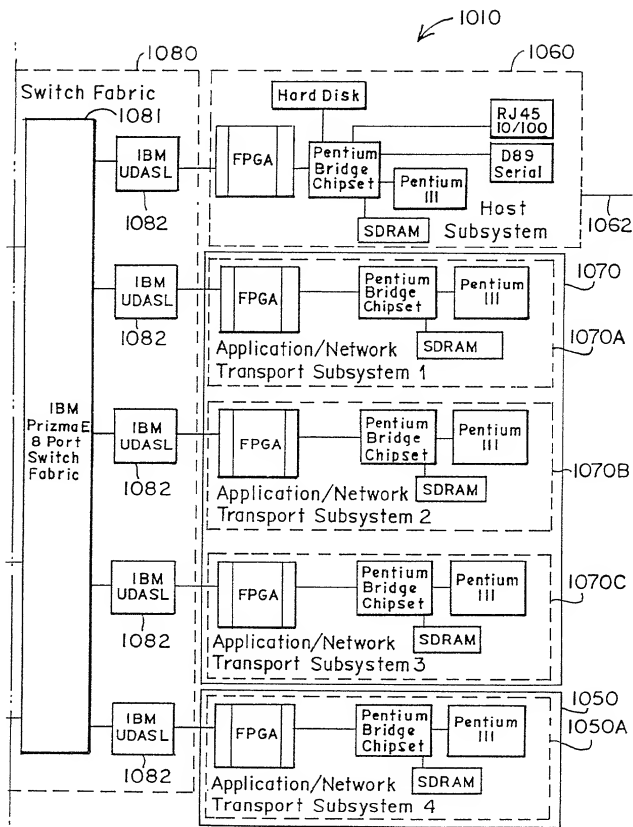 1010
1080
1060
Switch Fabric
1081
Hard Disk
RJ45
10/100
IBM
UDASL
FPGA
Pentium
Bridge
Chipset
D89
Serial
Pentium
III
1082
Host
Subsystem
SDRAM
1062
1070
IBM
UDASL
FPGA
Pentium
Bridge
Chipset
Pentium
III
1082
SDRAM
1070A
Application/Network
Transport Subsystem 1
IBM
PrizmaE
8 Port
Switch
Fabric
IBM
UDASL
FPGA
Pentium
Bridge
Chipset
Pentium
III
1070B
1082
SDRAM
Application/Network
Transport Subsystem 2
IBM
UDASL
FPGA
Pentium
Bridge
Chipset
Pentium
III
1070C
1082
SDRAM
Application/Network
Transport Subsystem 3
1050
IBM
UDASL
FPGA
Pentium
Bridge
Chipset
Pentium
III
1050A
1082
SDRAM
Application/Network
Transport Subsystem 4